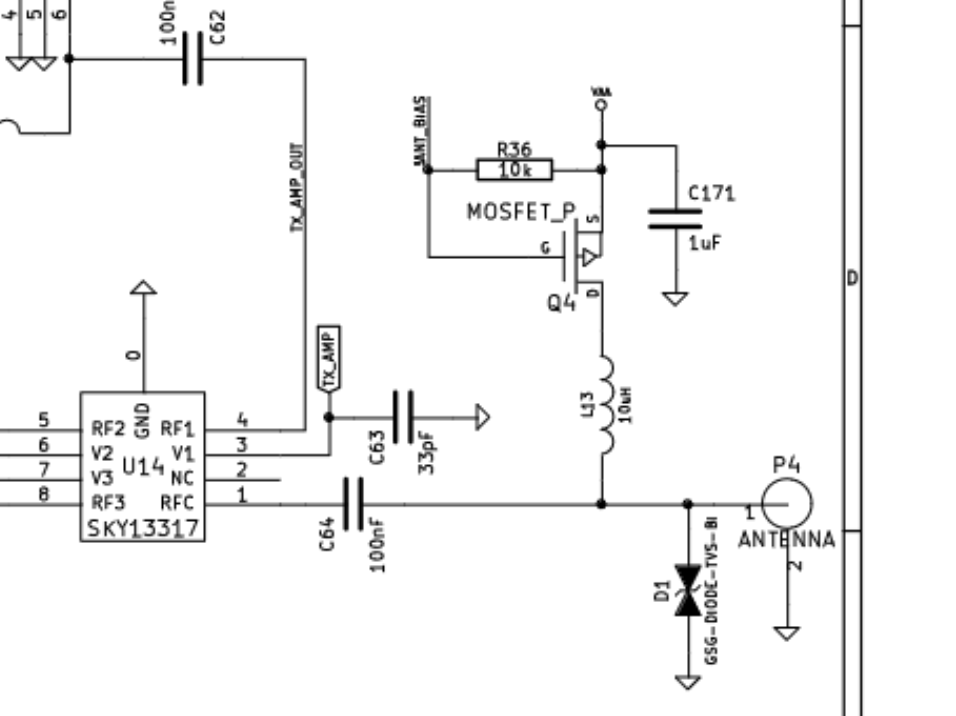 4
5
6
100n
C62
VAA
!ANT_BIAS
R36
10k
TX_AMP_OUT
MOSFET_P
S
C171
G
1uF
D
Q4
D
0
TX_AMP
L13
10uH
5
RF2
GND
RF1
4
6
V2
V1
3
U14
7
V3
NC
2
8
RF3
RFC
1
SKY13317
C63
33pF
C64
100nF
P4
1
ANTENNA
2
D1
GSG-DIODE-TVS-BI